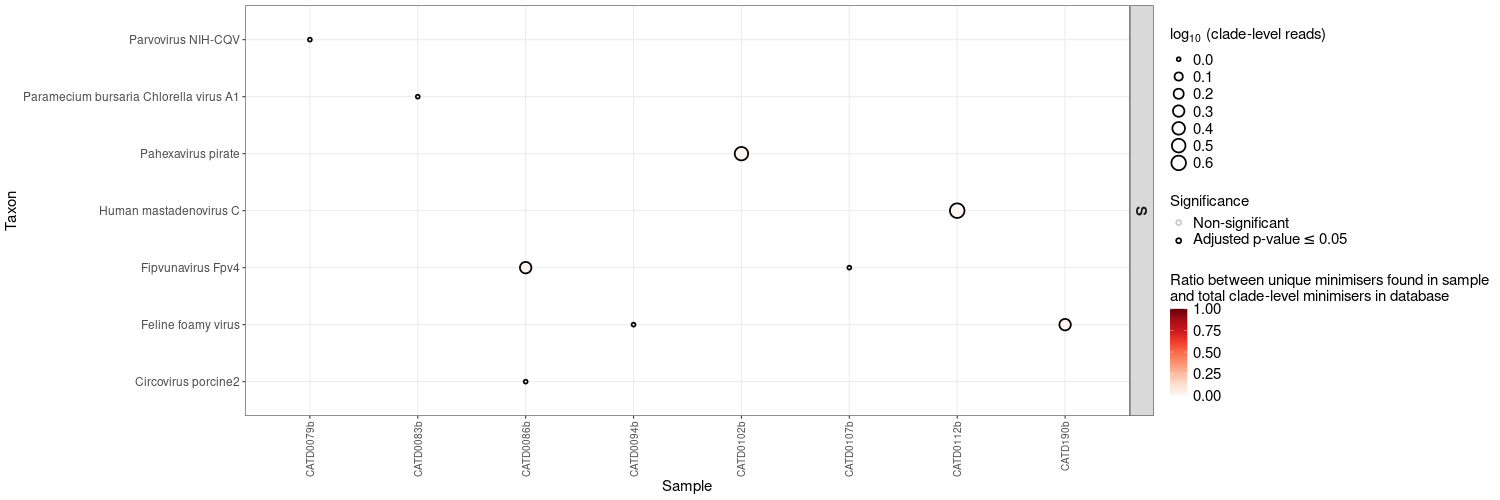 Taxon
Parvovirus NIH-CQV
Paramecium bursaria Chlorella virus A1
Pahexavirus pirate
Human mastadenovirus C
Fipvunavirus Fpv4
Feline foamy virus
Circovirus porcine2
CATD0079b
CATD0083b
CATD0086b
CATD0094b
CATD0102b
CATD0107b
CATD0112b
CATD190b
Sample
S
log10 (clade-level reads)
0.0
0.1
0.2
0.3
0.4
0.5
0.6
Significance
Non-significant
Adjusted p-value ≤ 0.05
Ratio between unique minimisers found in sample
and total clade-level minimisers in database
1.00
0.75
0.50
0.25
0.00